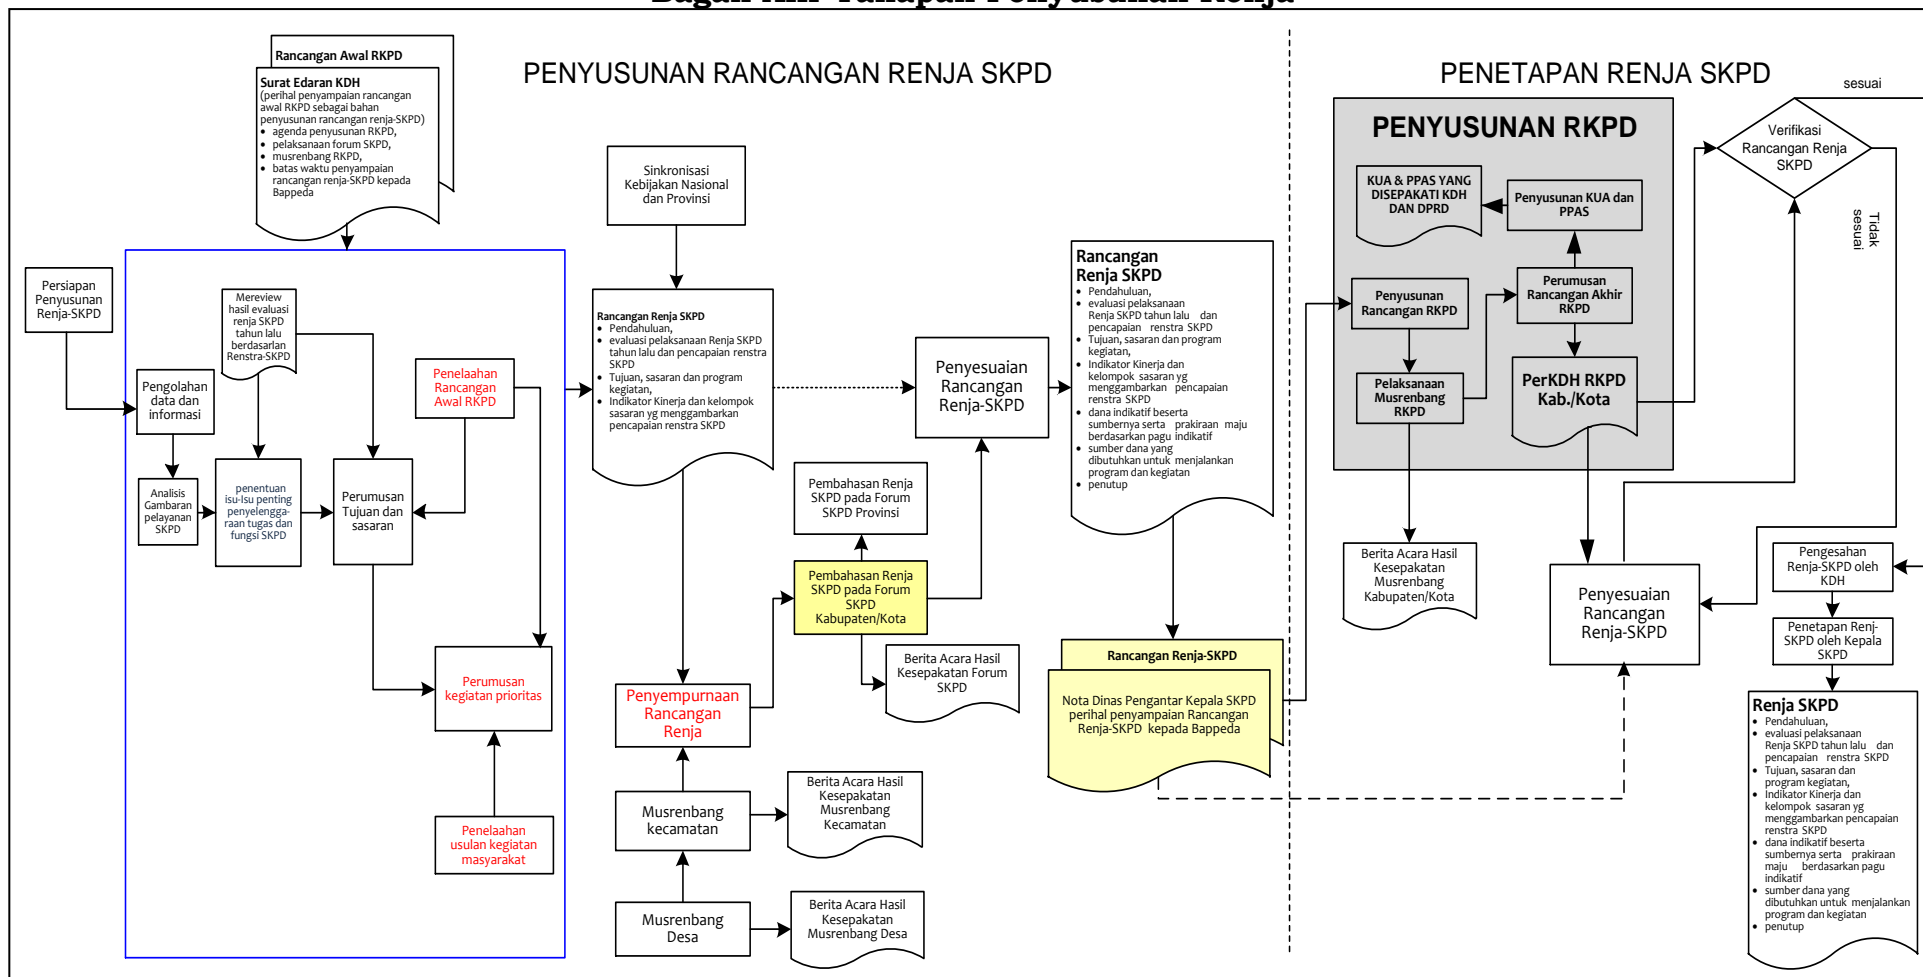 PENYUSUNAN RANCANGAN RENJA SKPD
PENETAPAN RENJA SKPD
Rancangan Awal RKPD
Surat Edaran KDH
(perihal penyampaian rancangan
awal RKPD sebagai bahan
penyusunan rancangan renja-SKPD)
• agenda penyusunan RKPD,
• pelaksanaan forum SKPD,
• musrenbang RKPD,
• batas waktu penyampaian
rancangan renja-SKPD kepada
Bappeda
Persiapan
Penyusunan
Renja-SKPD
Mereview
hasil evaluasi
renja SKPD
tahun lalu
berdasarlan
Renstra-SKPD
Pengolahan
data dan
informasi
Penelaahan
Rancangan
Awal RKPD
Analisis
Gambaran
pelayanan
SKPD
penentuan
isu-Isu penting
penyelengga-
raan tugas dan
fungsi SKPD
Perumusan
Tujuan dan
sasaran
Perumusan
kegiatan prioritas
Penelaahan
usulan kegiatan
masyarakat
Sinkronisasi
Kebijakan Nasional
dan Provinsi
Rancangan Renja SKPD
• Pendahuluan,
• evaluasi pelaksanaan Renja SKPD
tahun lalu dan pencapaian renstra
SKPD
• Tujuan, sasaran dan program
kegiatan,
• Indikator Kinerja dan kelompok
sasaran yg menggambarkan
pencapaian renstra SKPD
Penyempurnaan
Rancangan
Renja
Musrenbang
kecamatan
Musrenbang
Desa
Berita Acara Hasil
Kesepakatan
Musrenbang
Kecamatan
Berita Acara Hasil
Kesepakatan
Musrenbang Desa
Pembahasan Renja
SKPD pada Forum
SKPD Provinsi
Pembahasan Renja
SKPD pada Forum
SKPD
Kabupaten/Kota
Berita Acara Hasil
Kesepakatan Forum
SKPD
Penyesuaian
Rancangan
Renja-SKPD
Rancangan
Renja SKPD
• Pendahuluan,
• evaluasi pelaksanaan
Renja SKPD tahun lalu dan
pencapaian renstra SKPD
• Tujuan, sasaran dan program
kegiatan,
• Indikator Kinerja dan
kelompok sasaran yg
menggambarkan pencapaian
renstra SKPD
• dana indikatif beserta
sumbernya serta prakiraan maju
berdasarkan pagu indikatif
• sumber dana yang
dibutuhkan untuk menjalankan
program dan kegiatan
• penutup
Rancangan Renja-SKPD
Nota Dinas Pengantar Kepala SKPD
perihal penyampaian Rancangan
Renja-SKPD kepada Bappeda
PENYUSUNAN RKPD
KUA & PPAS YANG
DISEPAKATI KDH
DAN DPRD
Penyusunan KUA dan
PPAS
Penyusunan
Rancangan RKPD
Perumusan
Rancangan Akhir
RKPD
Pelaksanaan
Musrenbang
RKPD
PerKDH RKPD
Kab./Kota
Berita Acara Hasil
Kesepakatan
Musrenbang
Kabupaten/Kota
Penyesuaian
Rancangan
Renja-SKPD
sesuai
Verifikasi
Rancangan Renja
SKPD
Tidak
sesuai
Pengesahan
Renja-SKPD oleh
KDH
Penetapan Renj-
SKPD oleh Kepala
SKPD
Renja SKPD
• Pendahuluan,
• evaluasi pelaksanaan
Renja SKPD tahun lalu dan
pencapaian renstra SKPD
• Tujuan, sasaran dan
program kegiatan,
• Indikator Kinerja dan
kelompok sasaran yg
menggambarkan pencapaian
renstra SKPD
• dana indikatif beserta
sumbernya serta prakiraan
maju berdasarkan pagu
indikatif
• sumber dana yang
dibutuhkan untuk menjalankan
program dan kegiatan
• penutup